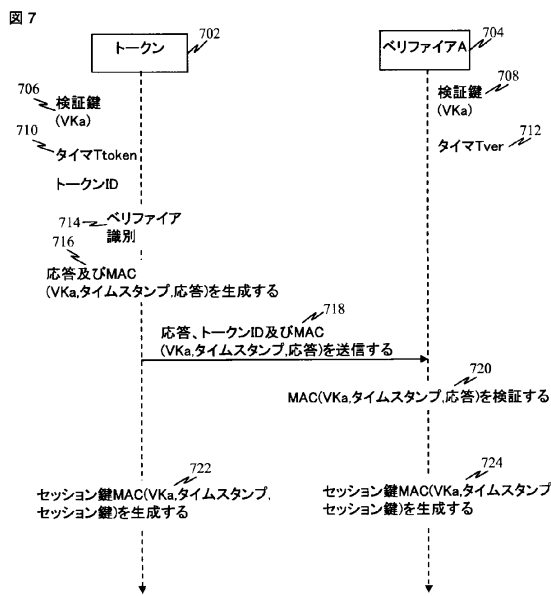 図 7
702
トークン
704
ベリファイアA
706
検証鍵
(VKa)
708
検証鍵
(VKa)
710
タイマTtoken
712
タイマTver
トークンID
714
ベリファイア
識別
716
応答及びMAC
(VKa,タイムスタンプ,応答)を生成する
718
応答、トークンID及びMAC
(VKa,タイムスタンプ,応答)を送信する
720
MAC(VKa,タイムスタンプ,応答)を検証する
722
セッション鍵MAC(VKa,タイムスタンプ,
セッション鍵)を生成する
724
セッション鍵MAC(VKa,タイムスタンプ
セッション鍵)を生成する